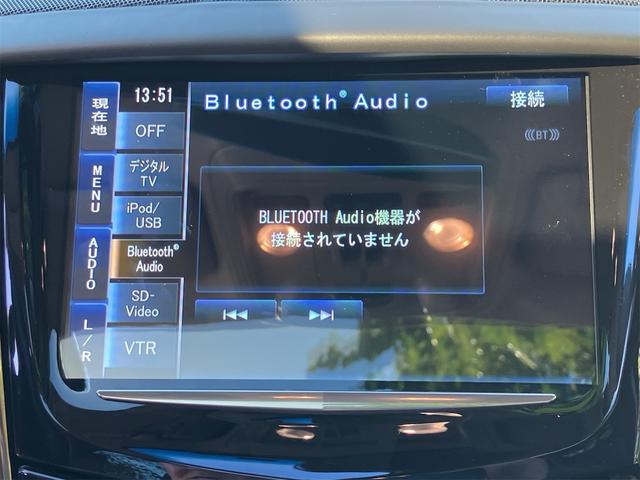 現在地
MENU
AUDIO
L/R
13:51
OFF
デジタル
TV
iPod/
USB
Bluetooth®
Audio
SD-
Video
VTR
Bluetooth® Audio
接続
BT
BLUETOOTH Audio機器が
接続されていません